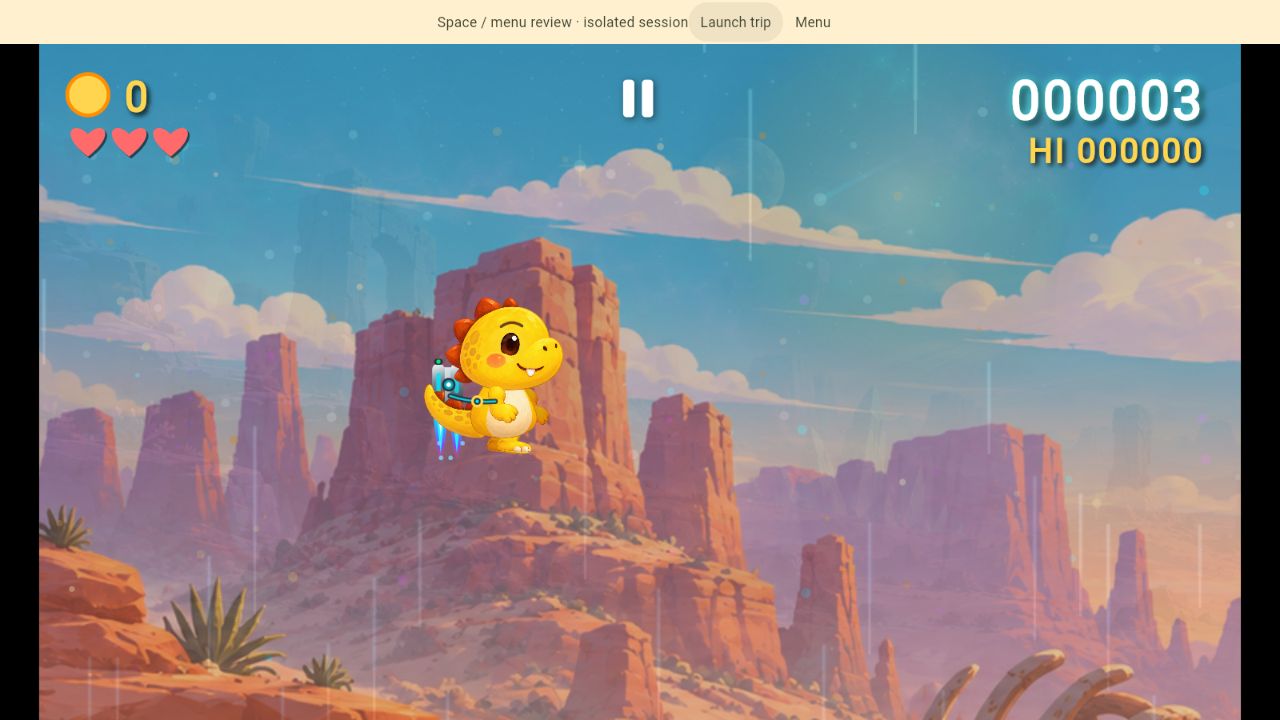 Space / menu review · isolated session Launch trip Menu
0
000003
HI 000000